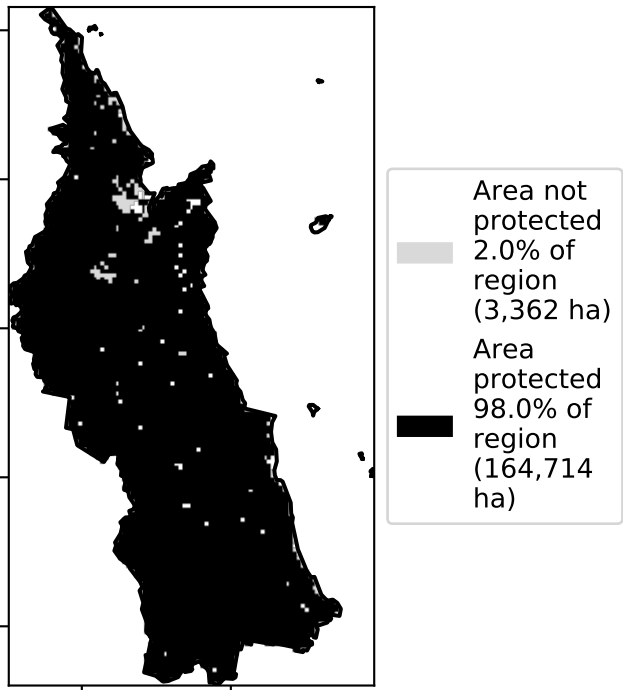 Area not
protected
2.0% of
region
(3,362 ha)
Area
protected
98.0% of
region
(164,714
ha)